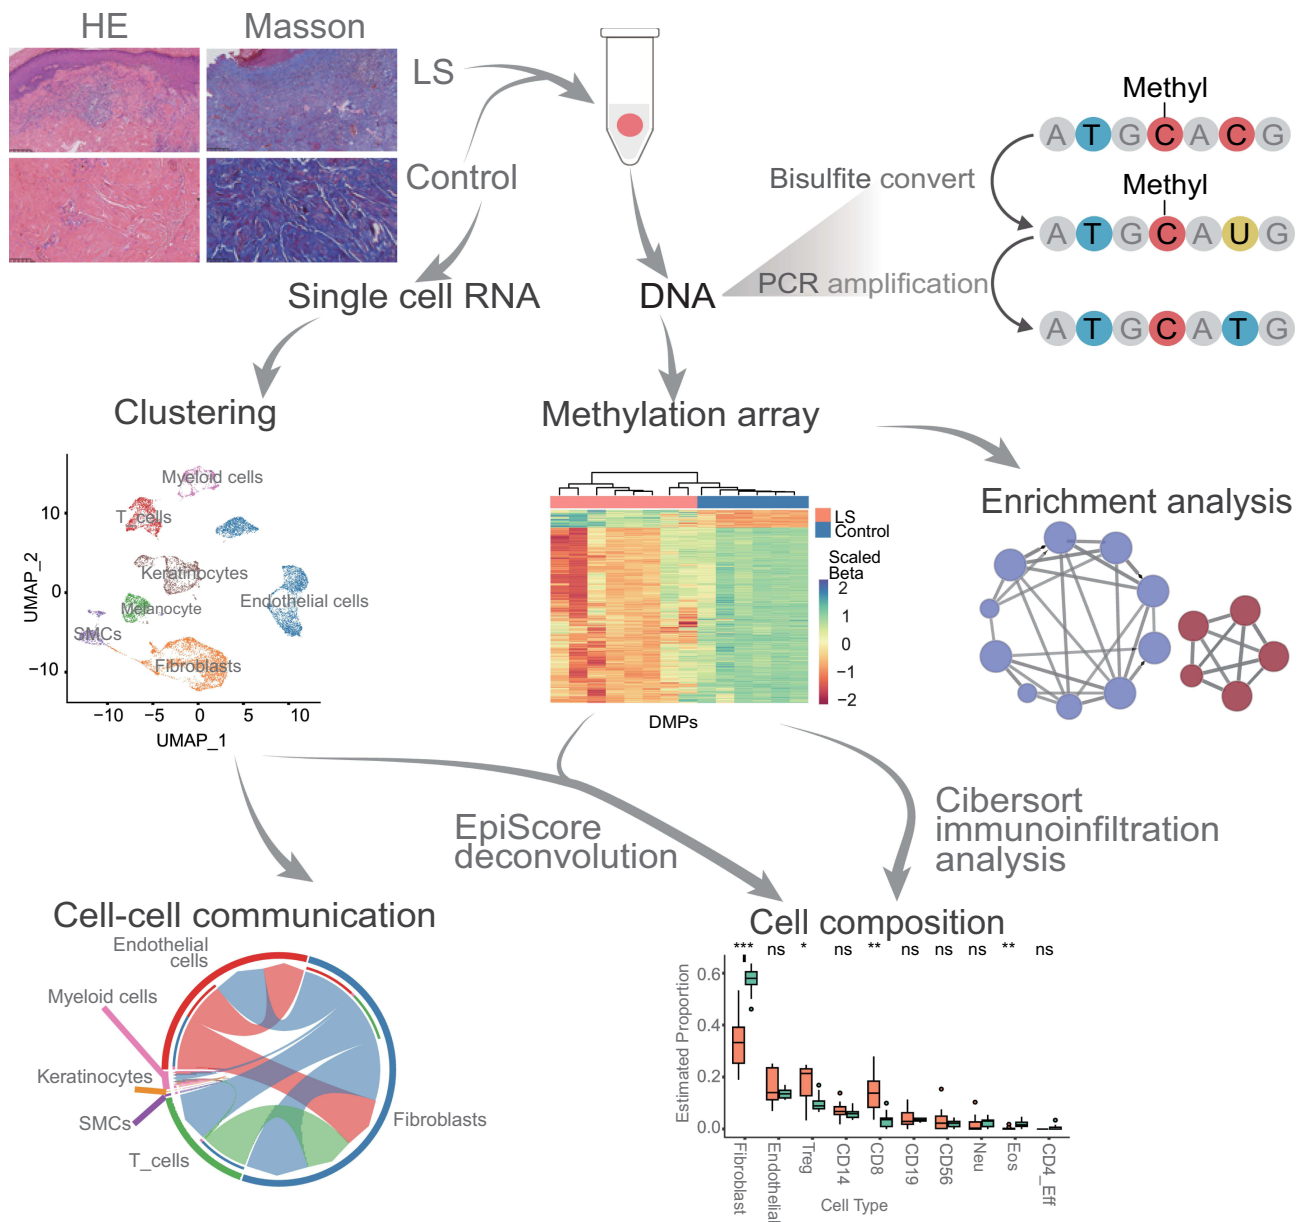 HE
Masson
LS
Control
Methyl
A T G C A C G
Bisulfite convert
Methyl
A T G C A U G
PCR amplification
A T G C A T G
Single cell RNA
DNA
Clustering
Methylation array
Enrichment analysis
UMAP_2
10
0
−10
Myeloid cells
T_cells
Keratinocytes
Endothelial cells
Melanocyte
SMCs
Fibroblasts
−10 −5 0 5 10
UMAP_1
LS
Control
Scaled
Beta
2
1
0
−1
−2
DMPs
EpiScore
deconvolution
Cibersort
immunoinfiltration
analysis
Cell-cell communication
Endothelial
cells
Myeloid cells
Keratinocytes
SMCs
T_cells
Fibroblasts
Cell composition
*** ns * ns ** ns ns ns ** ns
Estimated Proportion
0.6
0.4
0.2
0.0
Fibroblast
Endothelial
Treg
CD14
CD8
CD19
CD56
Neu
Eos
CD4_Eff
Cell Type